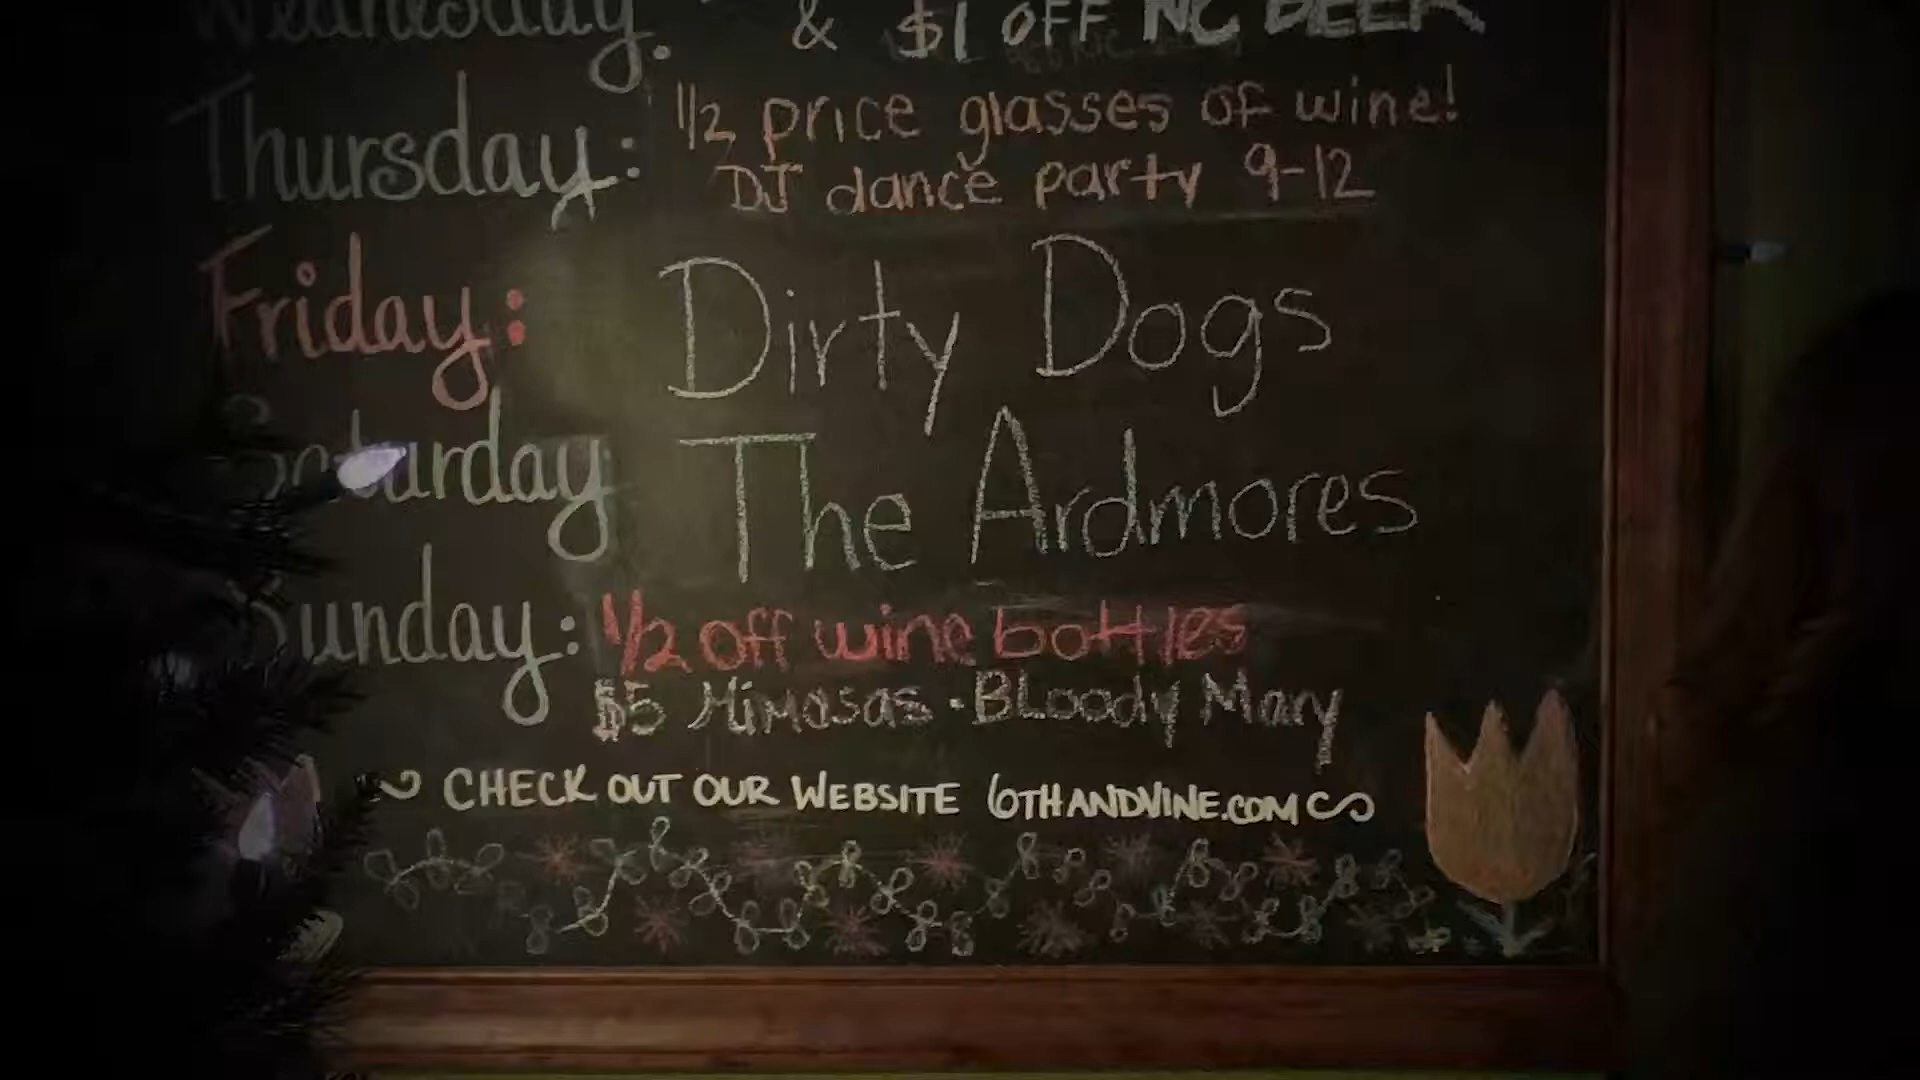 Wednesday:
& $1 OFF NC BEER
Thursday: 1/2 price glasses of wine!
DJ dance party 9-12
Friday: Dirty Dogs
Saturday The Ardmores
Sunday: 1/2 off wine bottles
$5 Mimosas - Bloody Mary
CHECK OUT OUR WEBSITE 6THANDVINE.COM